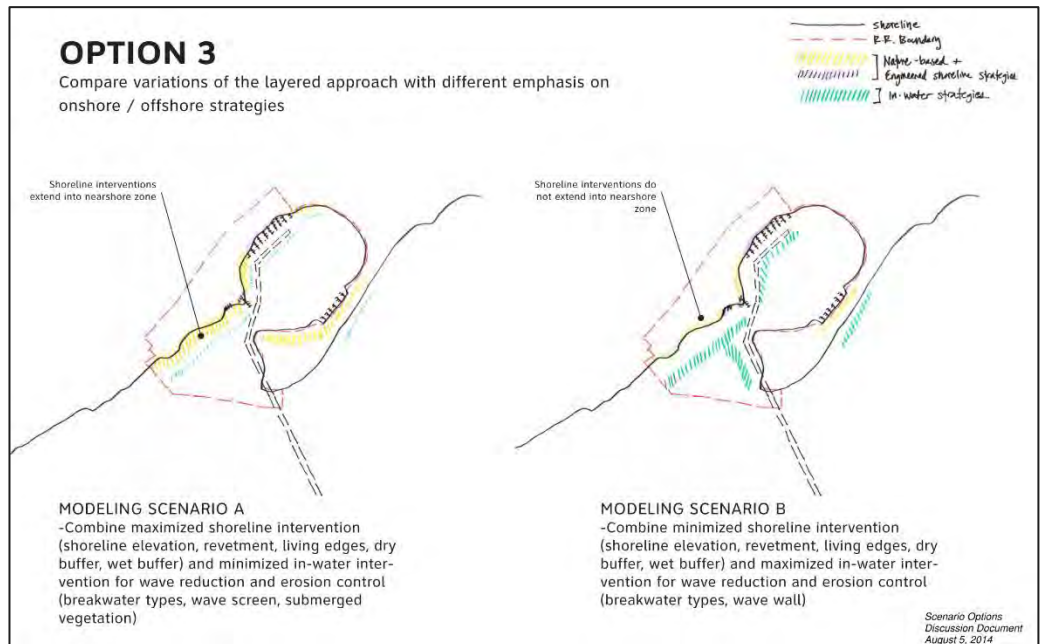 OPTION 3
Compare variations of the layered approach with different emphasis on
onshore / offshore strategies
shoreline
R.R. Boundary
Nature-based +
Engineered shoreline strategies
In-water strategies
Shoreline interventions
extend into nearshore zone
Shoreline interventions do
not extend into nearshore
zone
MODELING SCENARIO A
-Combine maximized shoreline intervention
(shoreline elevation, revetment, living edges, dry
buffer, wet buffer) and minimized in-water inter-
vention for wave reduction and erosion control
(breakwater types, wave screen, submerged
vegetation)
MODELING SCENARIO B
-Combine minimized shoreline intervention
(shoreline elevation, revetment, living edges, dry
buffer, wet buffer) and maximized in-water inter-
vention for wave reduction and erosion control
(breakwater types, wave wall)
Scenario Options
Discussion Document
August 5, 2014